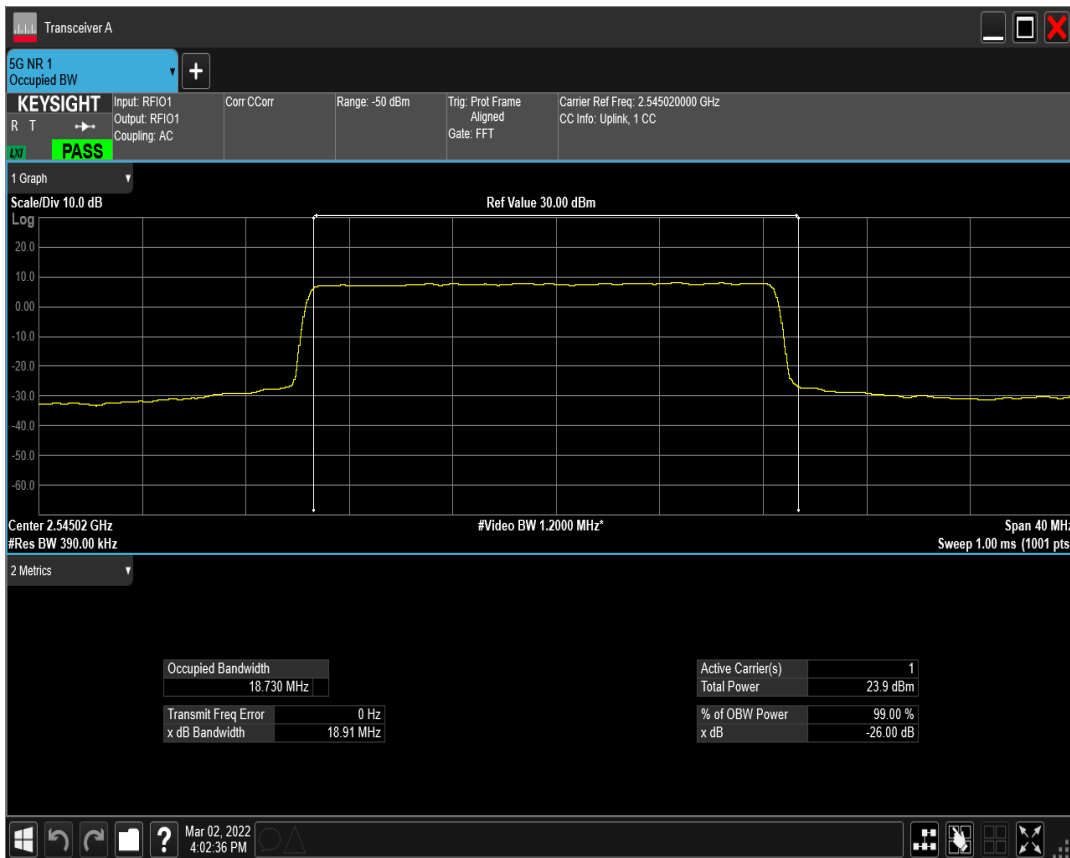 Transceiver A
5G NR 1
Occupied BW
KEYSIGHT
R T
LXI
PASS
Input: RFIO1
Output: RFIO1
Coupling: AC
Corr CCorr
Range: -50 dBm
Trig: Prot Frame
Aligned
Gate: FFT
Carrier Ref Freq: 2.545020000 GHz
CC Info: Uplink, 1 CC
1 Graph
Scale/Div 10.0 dB
Ref Value 30.00 dBm
Log
20.0
10.0
0.00
-10.0
-20.0
-30.0
-40.0
-50.0
-60.0
Center 2.54502 GHz
#Video BW 1.2000 MHz*
Span 40 MHz
#Res BW 390.00 kHz
Sweep 1.00 ms (1001 pts
2 Metrics
Occupied Bandwidth
18.730 MHz
Transmit Freq Error 0 Hz
x dB Bandwidth 18.91 MHz
Active Carrier(s) 1
Total Power 23.9 dBm
% of OBW Power 99.00 %
x dB -26.00 dB
?
Mar 02, 2022
4:02:36 PM